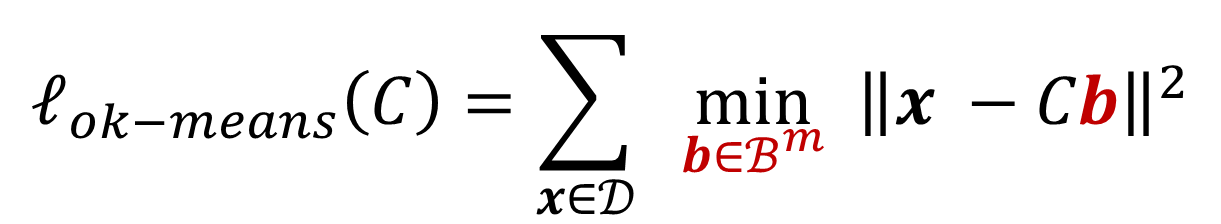 ℓ_{ok−means}(C) = ∑_{x∈𝒟} min_{b∈ℬ^m} ‖x − Cb‖²